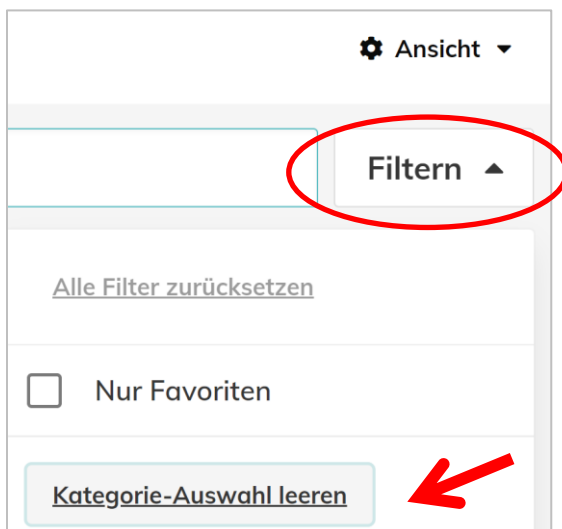 Ansicht
Filtern
Alle Filter zurücksetzen
Nur Favoriten
Kategorie-Auswahl leeren